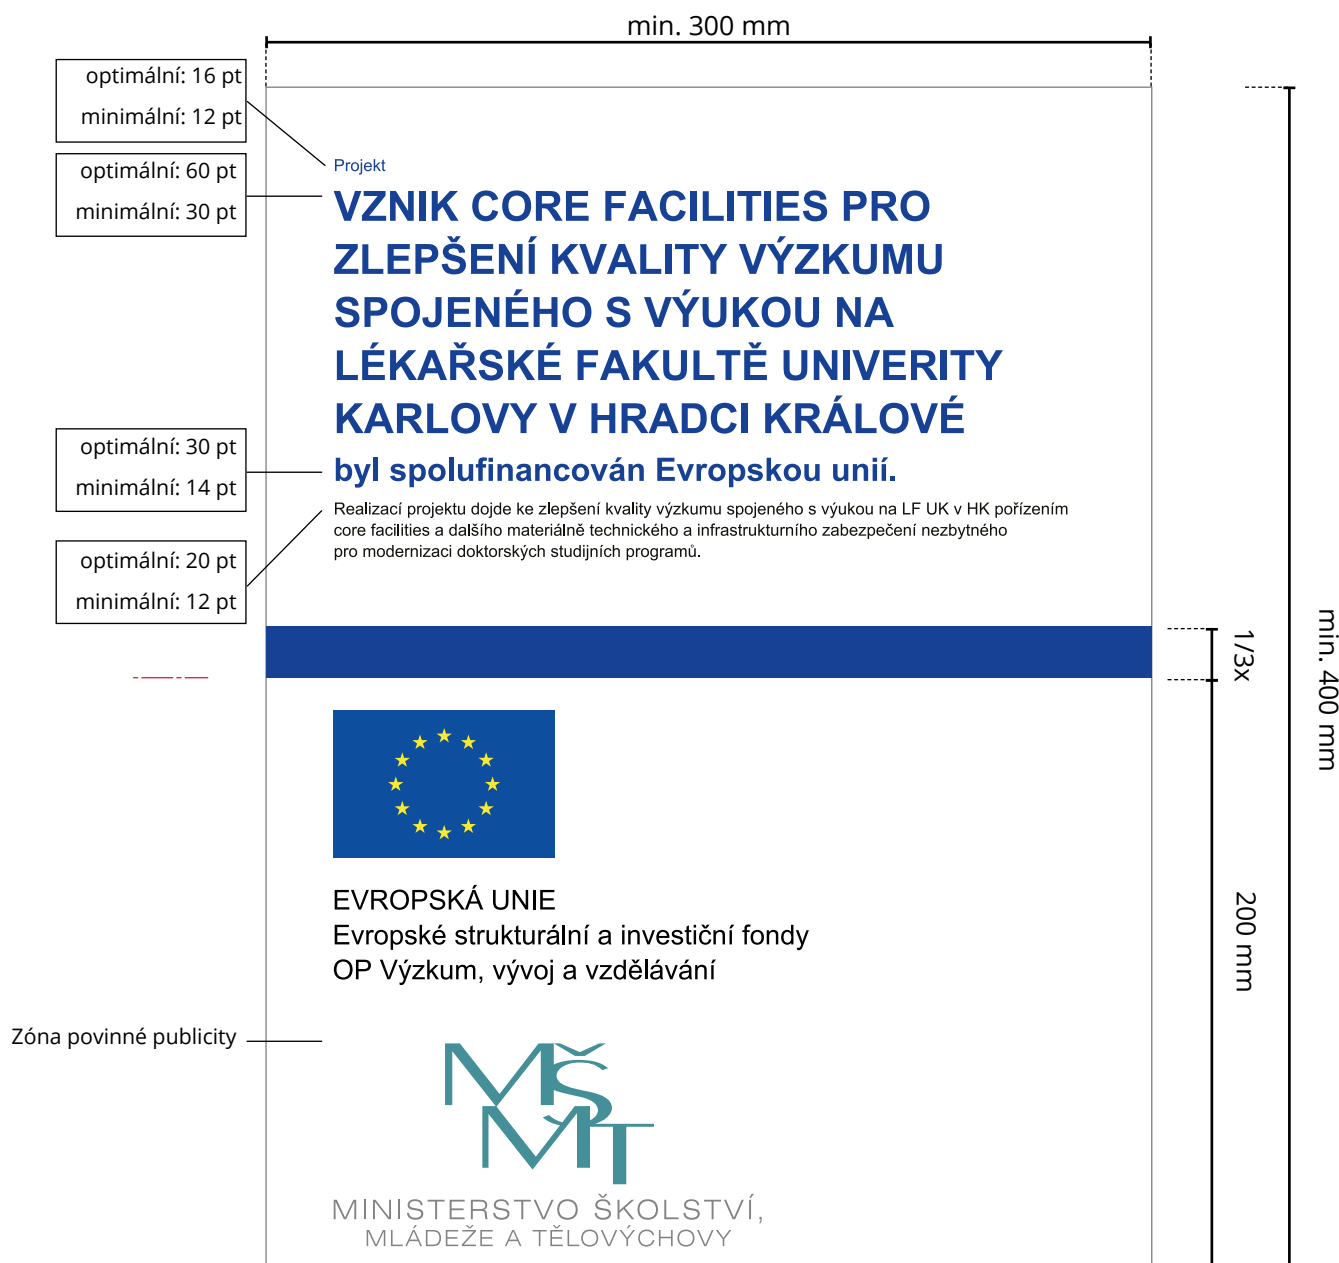 min. 300 mm
optimální: 16 pt
minimální: 12 pt
optimální: 60 pt
minimální: 30 pt
Projekt
VZNIK CORE FACILITIES PRO
ZLEPŠENÍ KVALITY VÝZKUMU
SPOJENÉHO S VÝUKOU NA
LÉKAŘSKÉ FAKULTĚ UNIVERITY
KARLOVY V HRADCI KRÁLOVÉ
optimální: 30 pt
minimální: 14 pt
byl spolufinancován Evropskou unií.
Realizací projektu dojde ke zlepšení kvality výzkumu spojeného s výukou na LF UK v HK pořízením
core facilities a dalšího materiálně technického a infrastrukturního zabezpečení nezbytného
pro modernizaci doktorských studijních programů.
optimální: 20 pt
minimální: 12 pt
1/3x
min. 400 mm
200 mm
EVROPSKÁ UNIE
Evropské strukturální a investiční fondy
OP Výzkum, vývoj a vzdělávání
Zóna povinné publicity
MŠ
MT
MINISTERSTVO ŠKOLSTVÍ,
MLÁDEŽE A TĚLOVÝCHOVY